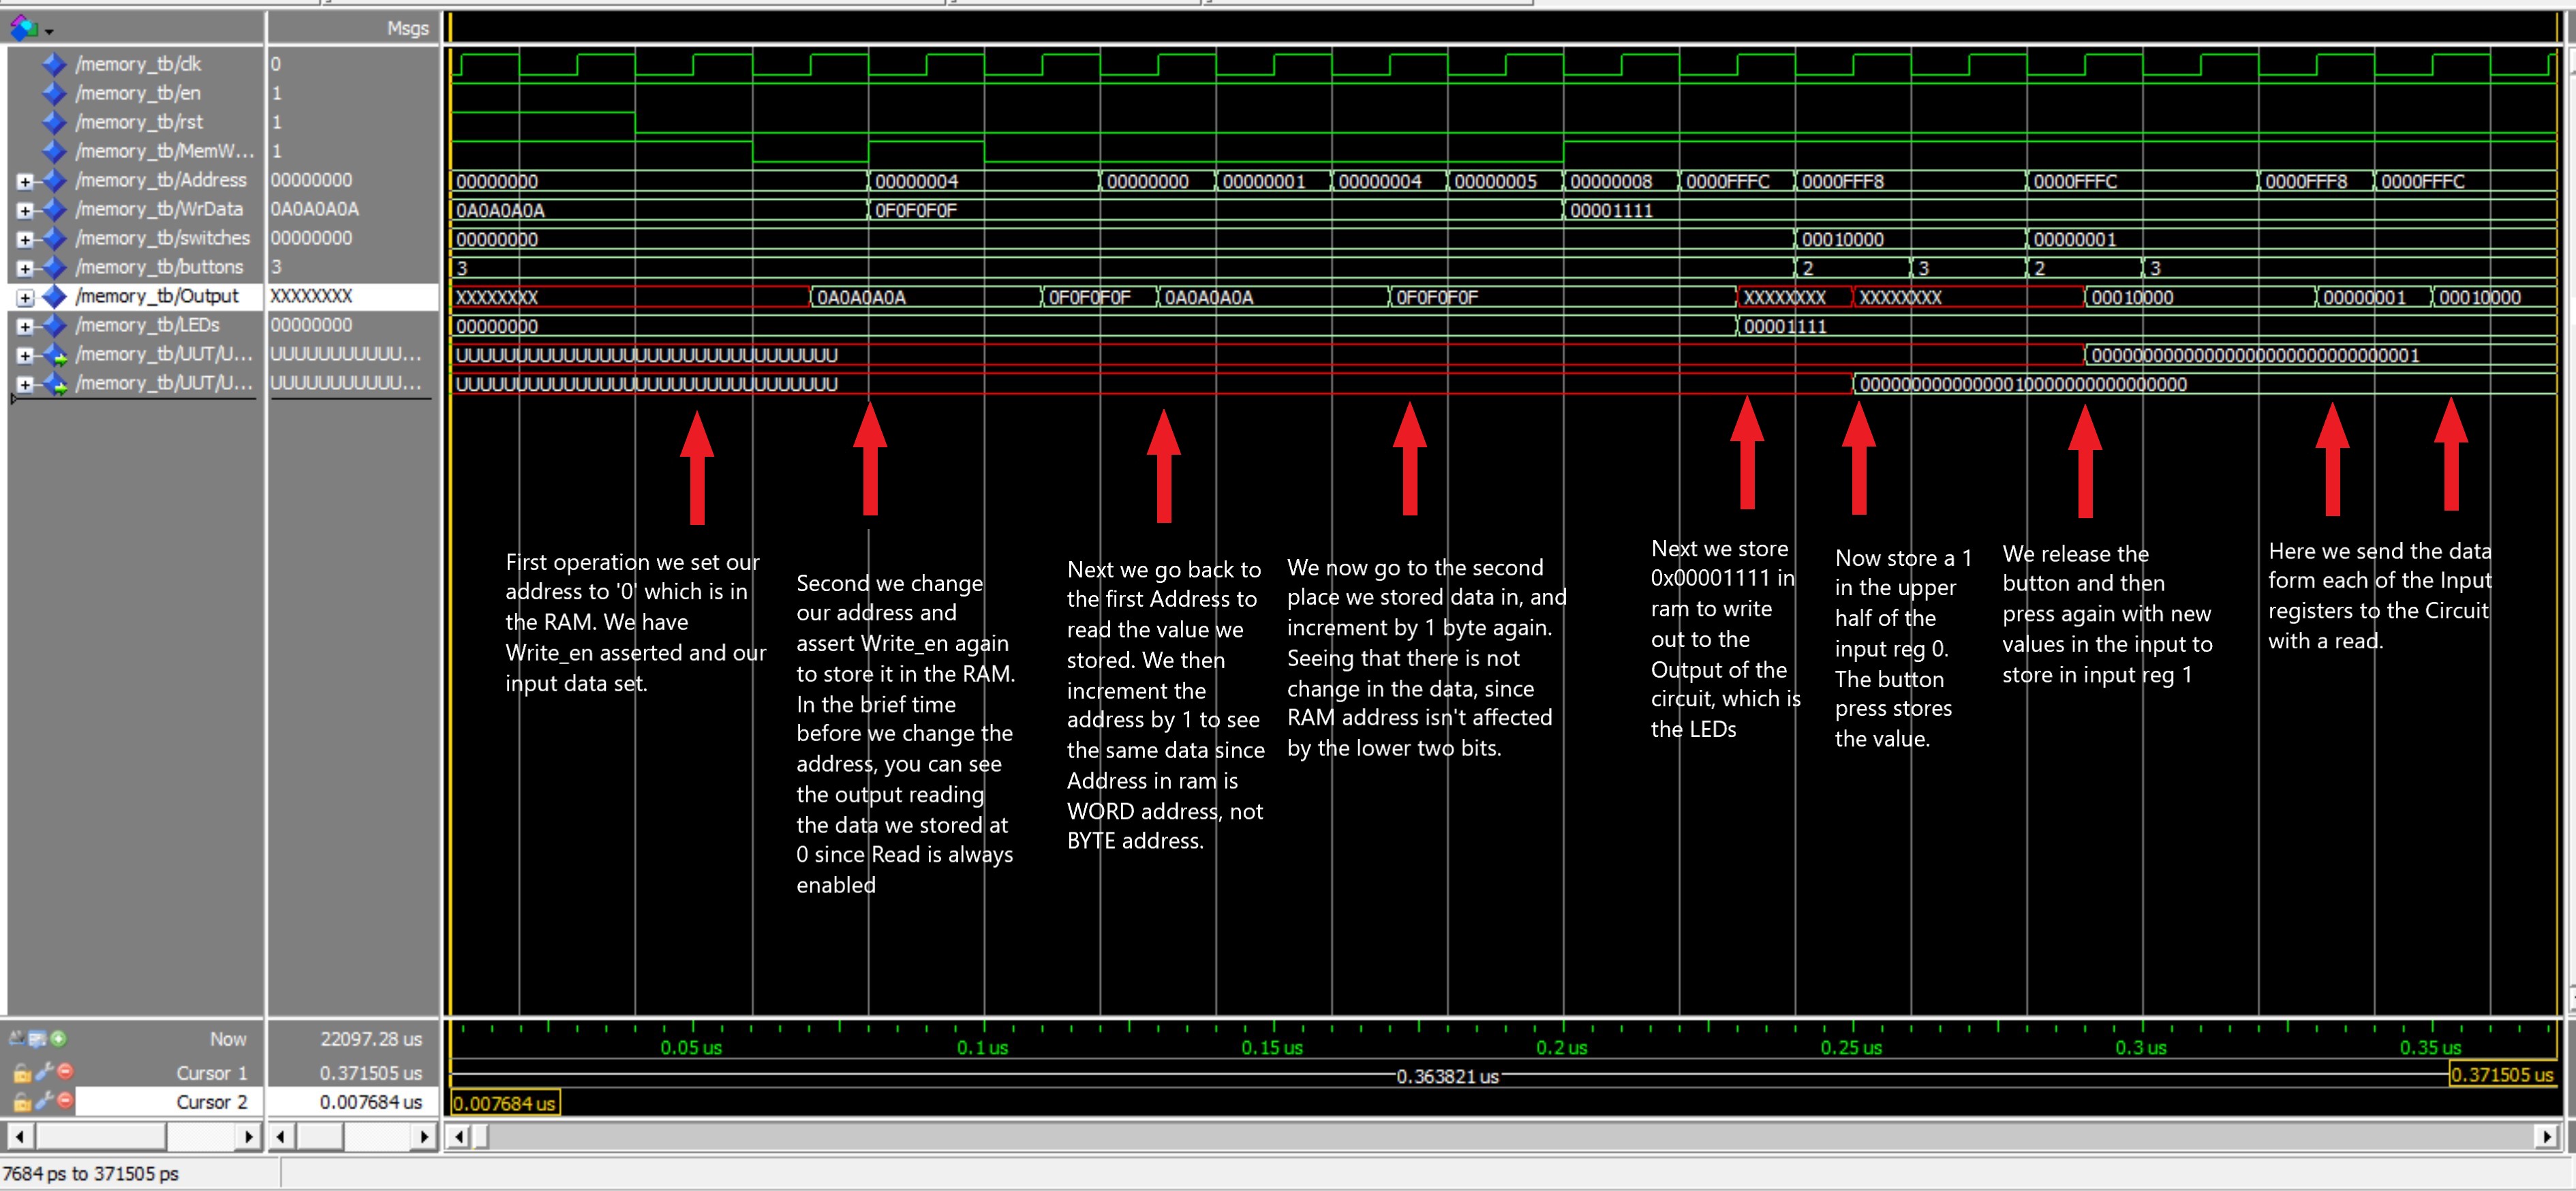 Msgs
/memory_tb/clk 0
/memory_tb/en 1
/memory_tb/rst 1
/memory_tb/MemW... 1
/memory_tb/Address 00000000 00000000 00000004 00000000 00000001 00000004 00000005 00000008 0000FFFC 0000FFF8 0000FFFC 0000FFF8 0000FFFC
/memory_tb/WrData 0A0A0A0A 0A0A0A0A 0F0F0F0F 00001111
/memory_tb/switches 00000000 00000000 00010000 00000001
/memory_tb/buttons 3 3 2 3 2 3
/memory_tb/Output XXXXXXXX XXXXXXXX 0A0A0A0A 0F0F0F0F 0A0A0A0A 0F0F0F0F XXXXXXXX XXXXXXXX 00010000 00000001 00010000
/memory_tb/LEDs 00000000 00000000 00001111
/memory_tb/UUT/U... UUUUUUUUUUU... UUUUUUUUUUUUUUUUUUUUUUUUUUUUUUUU 00000000000000000000000000000001
/memory_tb/UUT/U... UUUUUUUUUUU... UUUUUUUUUUUUUUUUUUUUUUUUUUUUUUUU 00000000000000010000000000000000
First operation we set our
address to '0' which is in
the RAM. We have
Write_en asserted and our
input data set.
Second we change
our address and
assert Write_en again
to store it in the RAM.
In the brief time
before we change the
address, you can see
the output reading
the data we stored at
0 since Read is always
enabled
Next we go back to
the first Address to
read the value we
stored. We then
increment the
address by 1 to see
the same data since
Address in ram is
WORD address, not
BYTE address.
We now go to the second
place we stored data in, and
increment by 1 byte again.
Seeing that there is not
change in the data, since
RAM address isn't affected
by the lower two bits.
Next we store
0x00001111 in
ram to write
out to the
Output of the
circuit, which is
the LEDs
Now store a 1
in the upper
half of the
input reg 0.
The button
press stores
the value.
We release the
button and then
press again with new
values in the input to
store in input reg 1
Here we send the data
form each of the Input
registers to the Circuit
with a read.
Now 22097.28 us
0.05 us 0.1 us 0.15 us 0.2 us 0.25 us 0.3 us 0.35 us
Cursor 1 0.371505 us 0.363821 us 0.371505 us
Cursor 2 0.007684 us 0.007684 us
7684 ps to 371505 ps